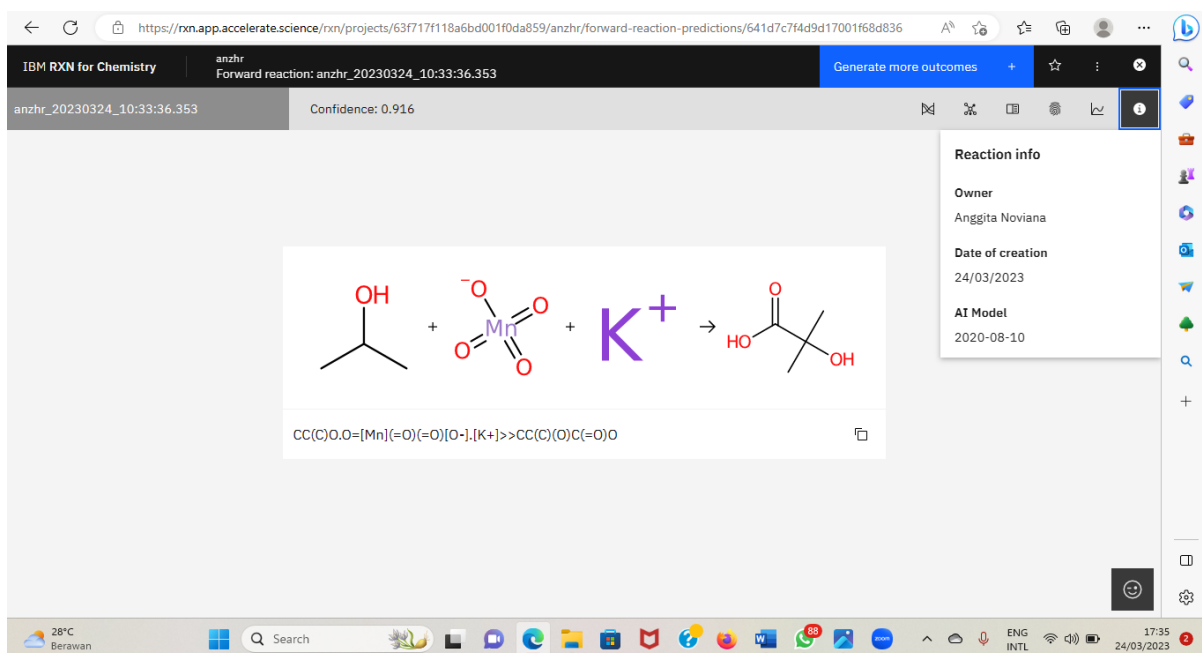 https://rxn.app.accelerate.science/rxn/projects/63f717f118a6bd001f0da859/anzhr/forward-reaction-predictions/641d7c7f4d9d17001f68d836
IBM RXN for Chemistry
anzhr
Forward reaction: anzhr_20230324_10:33:36.353
Generate more outcomes +
anzhr_20230324_10:33:36.353
Confidence: 0.916
Reaction info
Owner
Anggita Noviana
Date of creation
24/03/2023
AI Model
2020-08-10
OH
+
⁻O
O
Mn
O
O
+
K⁺
→
O
HO
OH
CC(C)O.O=[Mn](=O)(=O)[O-].[K+]>>CC(C)(O)C(=O)O
28°C
Berawan
Search
88
zoom
ENG
INTL
17:35
24/03/2023
2